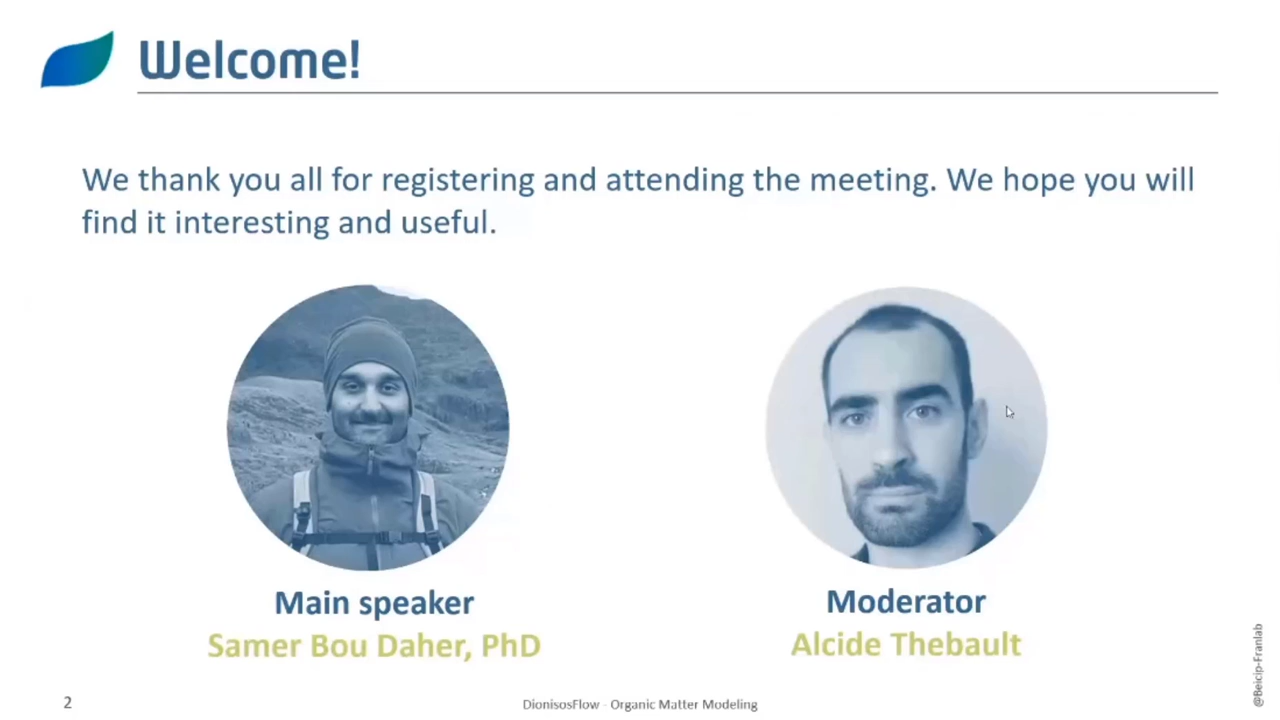 Welcome!
We thank you all for registering and attending the meeting. We hope you will
find it interesting and useful.
Main speaker
Samer Bou Daher, PhD
Moderator
Alcide Thebault
2
DionisosFlow - Organic Matter Modeling
@Beicip-Franlab